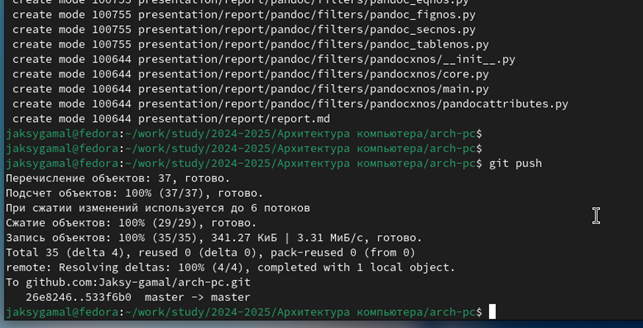 create mode 100755 presentation/report/pandoc/filters/pandoc_eqnos.py
create mode 100755 presentation/report/pandoc/filters/pandoc_fignos.py
create mode 100755 presentation/report/pandoc/filters/pandoc_secnos.py
create mode 100755 presentation/report/pandoc/filters/pandoc_tablenos.py
create mode 100644 presentation/report/pandoc/filters/pandocxnos/__init__.py
create mode 100644 presentation/report/pandoc/filters/pandocxnos/core.py
create mode 100644 presentation/report/pandoc/filters/pandocxnos/main.py
create mode 100644 presentation/report/pandoc/filters/pandocxnos/pandocattributes.py
create mode 100644 presentation/report/report.md
jaksygamal@fedora:~/work/study/2024-2025/Архитектура компьютера/arch-pc$
jaksygamal@fedora:~/work/study/2024-2025/Архитектура компьютера/arch-pc$
jaksygamal@fedora:~/work/study/2024-2025/Архитектура компьютера/arch-pc$ git push
Перечисление объектов: 37, готово.
Подсчет объектов: 100% (37/37), готово.
При сжатии изменений используется до 6 потоков
Сжатие объектов: 100% (29/29), готово.
Запись объектов: 100% (35/35), 341.27 КиБ | 3.31 МиБ/с, готово.
Total 35 (delta 4), reused 0 (delta 0), pack-reused 0 (from 0)
remote: Resolving deltas: 100% (4/4), completed with 1 local object.
To github.com:Jaksy-gamal/arch-pc.git
26e8246..533f6b0  master -> master
jaksygamal@fedora:~/work/study/2024-2025/Архитектура компьютера/arch-pc$